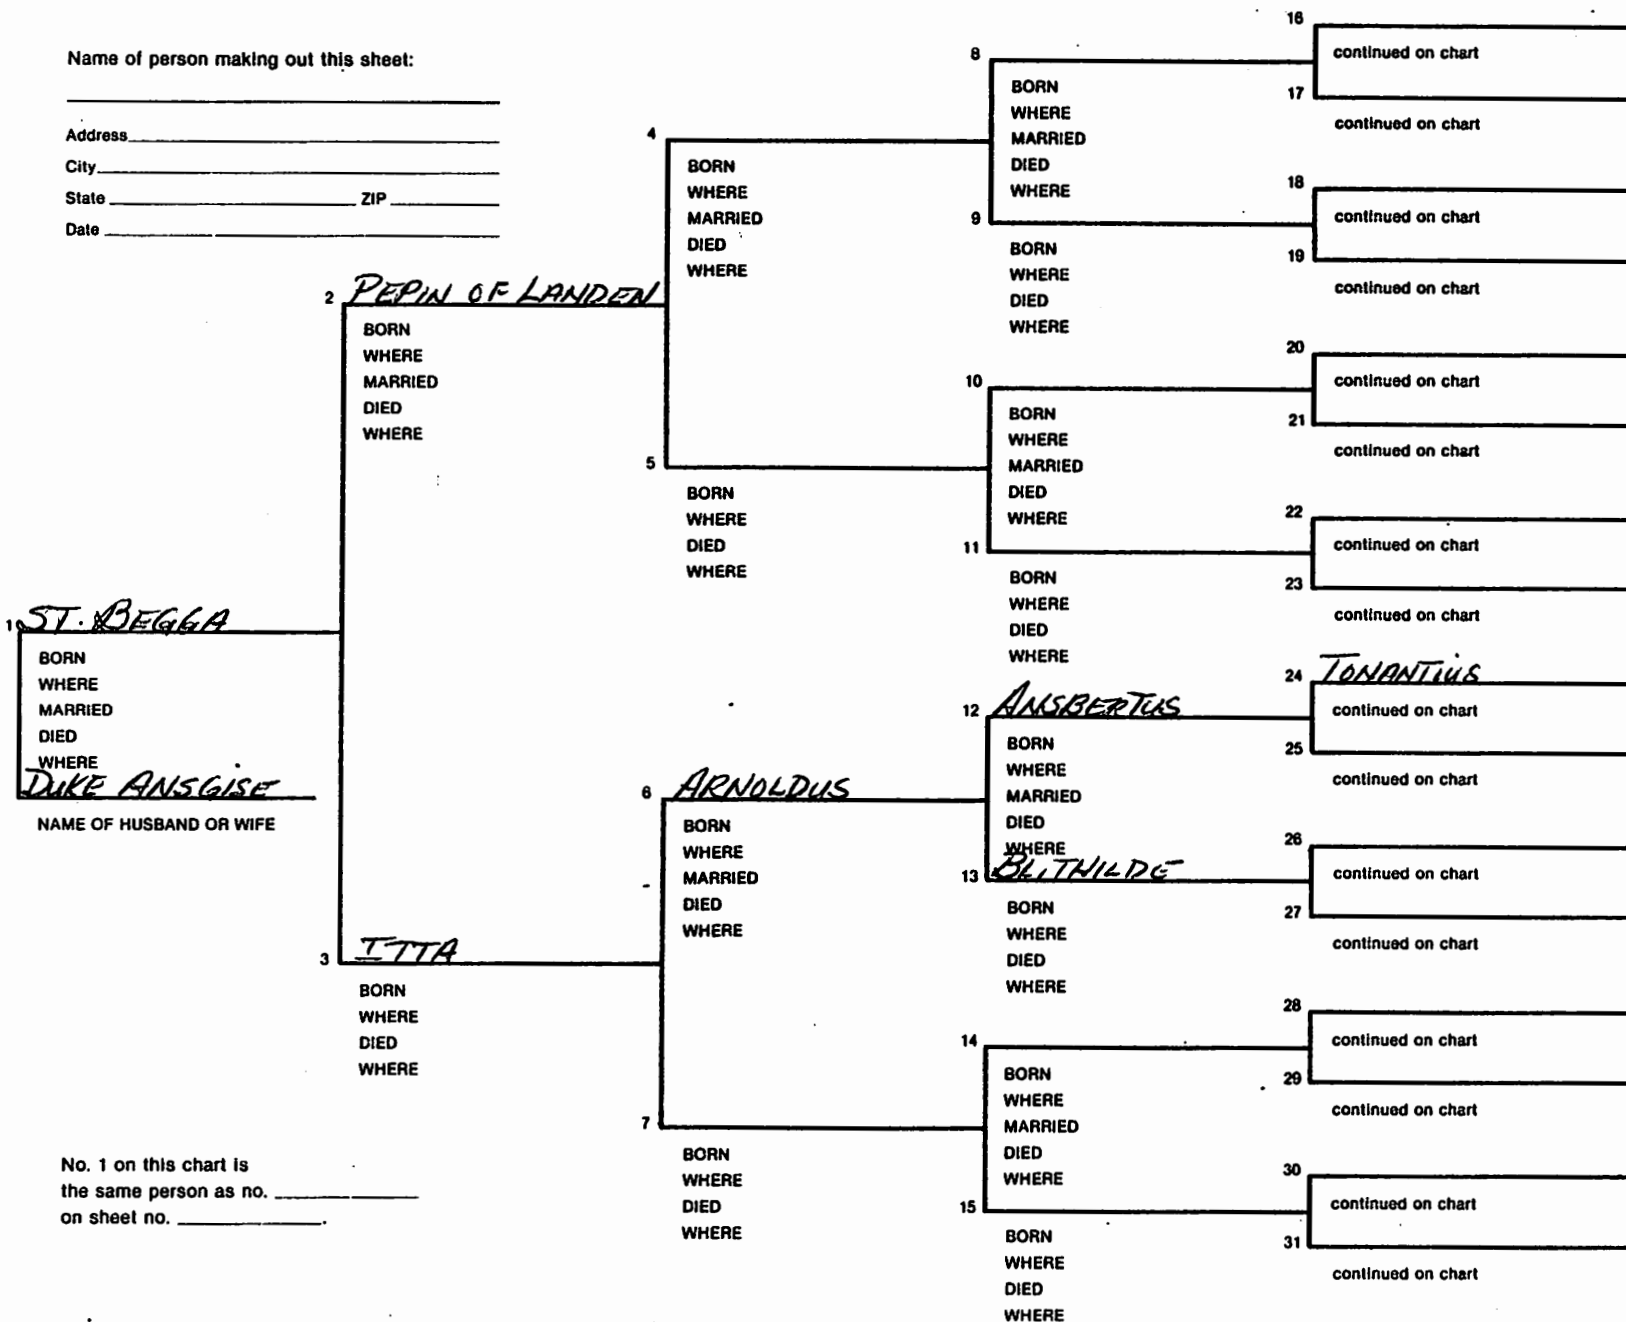 Name of person making out this sheet:
Address
City
State ZIP
Date
1 ST. BEGGA
BORN
WHERE
MARRIED
DIED
WHERE
DUKE ANSGISE
NAME OF HUSBAND OR WIFE
2 PEPIN OF LANDEN
BORN
WHERE
MARRIED
DIED
WHERE
3 ITTA
BORN
WHERE
DIED
WHERE
4
BORN
WHERE
MARRIED
DIED
WHERE
5
BORN
WHERE
DIED
WHERE
6 ARNOLDUS
BORN
WHERE
MARRIED
DIED
WHERE
7
BORN
WHERE
DIED
WHERE
8
BORN
WHERE
MARRIED
DIED
WHERE
9
BORN
WHERE
DIED
WHERE
10
BORN
WHERE
MARRIED
DIED
WHERE
11
BORN
WHERE
DIED
WHERE
12 ANSBERTUS
BORN
WHERE
MARRIED
DIED
WHERE
13 BLITHILDE
BORN
WHERE
DIED
WHERE
14
BORN
WHERE
MARRIED
DIED
WHERE
15
BORN
WHERE
DIED
WHERE
16
continued on chart
17
continued on chart
18
continued on chart
19
continued on chart
20
continued on chart
21
continued on chart
22
continued on chart
23
continued on chart
24 TONANTIUS
continued on chart
25
continued on chart
26
continued on chart
27
continued on chart
28
continued on chart
29
continued on chart
30
continued on chart
31
continued on chart
No. 1 on this chart is
the same person as no.
on sheet no. .